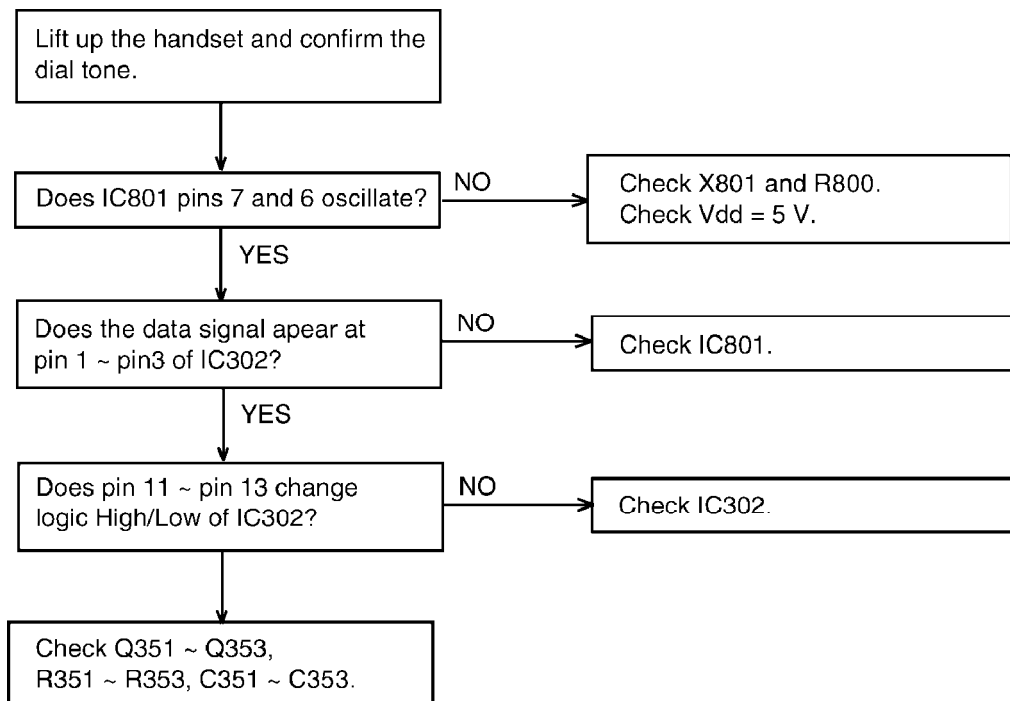 Lift up the handset and confirm the
dial tone.
Does IC801 pins 7 and 6 oscillate?
NO
Check X801 and R800.
Check Vdd = 5 V.
YES
Does the data signal apear at
pin 1 ~ pin3 of IC302?
NO
Check IC801.
YES
Does pin 11 ~ pin 13 change
logic High/Low of IC302?
NO
Check IC302.
Check Q351 ~ Q353,
R351 ~ R353, C351 ~ C353.